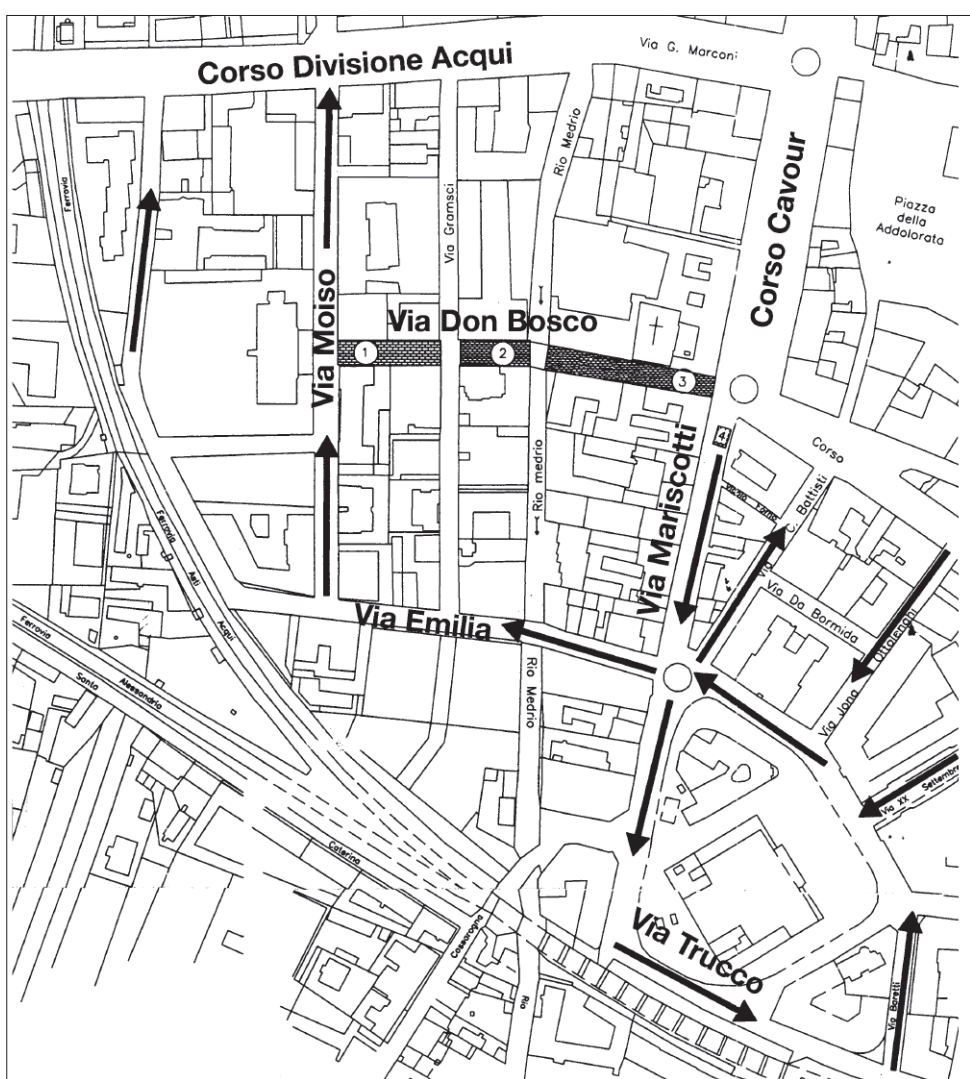 Via G. Marconi
Corso Divisione Acqui
Rio Medrio
Ferrovia
Via Gramsci
Corso Cavour
Piazza
della
Addolorata
Via Moiso
Via Don Bosco
1
2
3
4
Corso
Via Mariscotti
Rio medrio
Via C. Battisti
Via Da Bormida
Via Jona Ottolenghi
Ferrovia
Asti
Acqui
Via Emilia
Ferrovia
Alessandria
Santa
Caterina
Rio Medrio
Via XX Settembre
Via Trucco
Cassarogna
Rio
Via Baretti